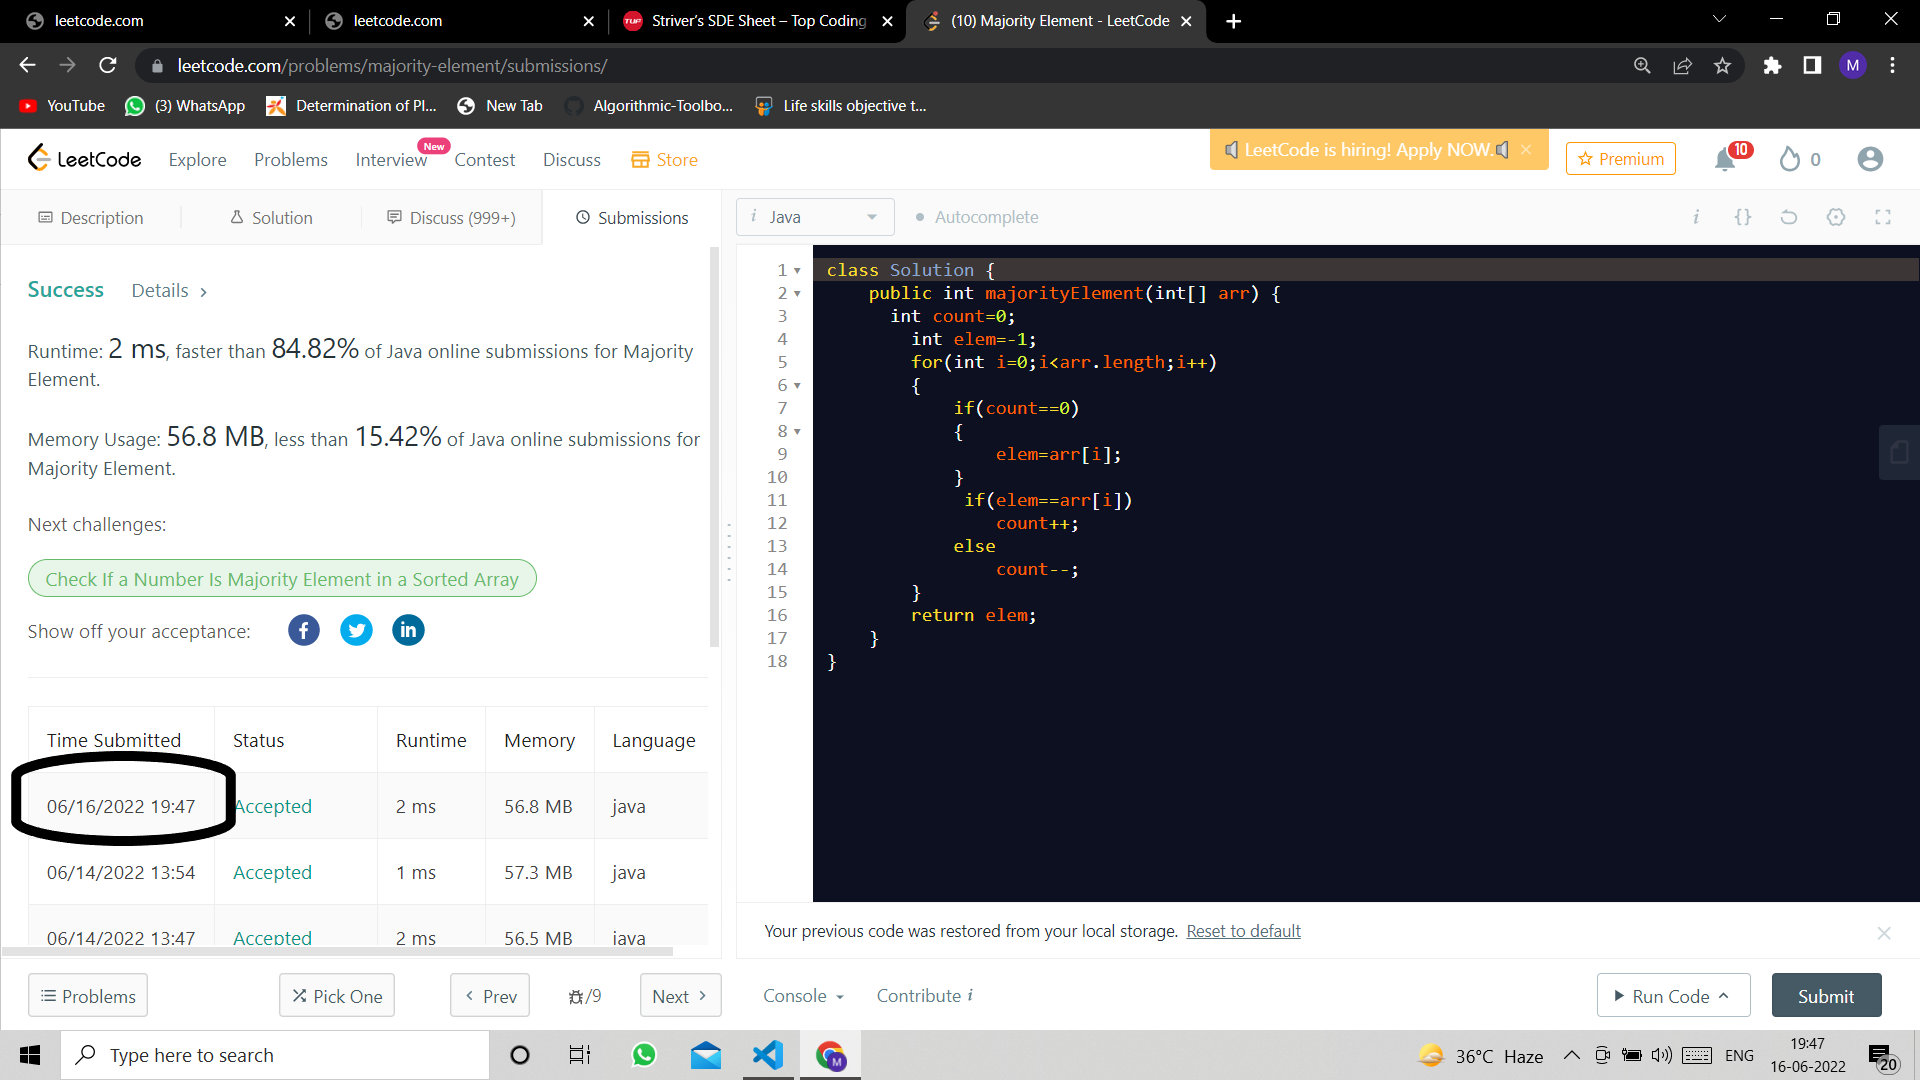 leetcode.com
leetcode.com
Striver's SDE Sheet – Top Coding
(10) Majority Element - LeetCode
leetcode.com/problems/majority-element/submissions/
M
YouTube
(3) WhatsApp
Determination of Pl...
New Tab
Algorithmic-Toolbo...
Life skills objective t...
LeetCode
Explore
Problems
Interview
New
Contest
Discuss
Store
LeetCode is hiring! Apply NOW.
Premium
10
0
Description
Solution
Discuss (999+)
Submissions
i Java
Autocomplete
Success
Details
Runtime: 2 ms, faster than 84.82% of Java online submissions for Majority
Element.
Memory Usage: 56.8 MB, less than 15.42% of Java online submissions for
Majority Element.
Next challenges:
Check If a Number Is Majority Element in a Sorted Array
Show off your acceptance:
Time Submitted Status Runtime Memory Language
06/16/2022 19:47 Accepted 2 ms 56.8 MB java
06/14/2022 13:54 Accepted 1 ms 57.3 MB java
06/14/2022 13:47 Accepted 2 ms 56.5 MB java
1 class Solution {
2 public int majorityElement(int[] arr) {
3 int count=0;
4 int elem=-1;
5 for(int i=0;i<arr.length;i++)
6 {
7 if(count==0)
8 {
9 elem=arr[i];
10 }
11 if(elem==arr[i])
12 count++;
13 else
14 count--;
15 }
16 return elem;
17 }
18 }
Your previous code was restored from your local storage. Reset to default
Problems
Pick One
Prev
/9
Next
Console
Contribute i
Run Code
Submit
Type here to search
36°C Haze
ENG
19:47
16-06-2022
20